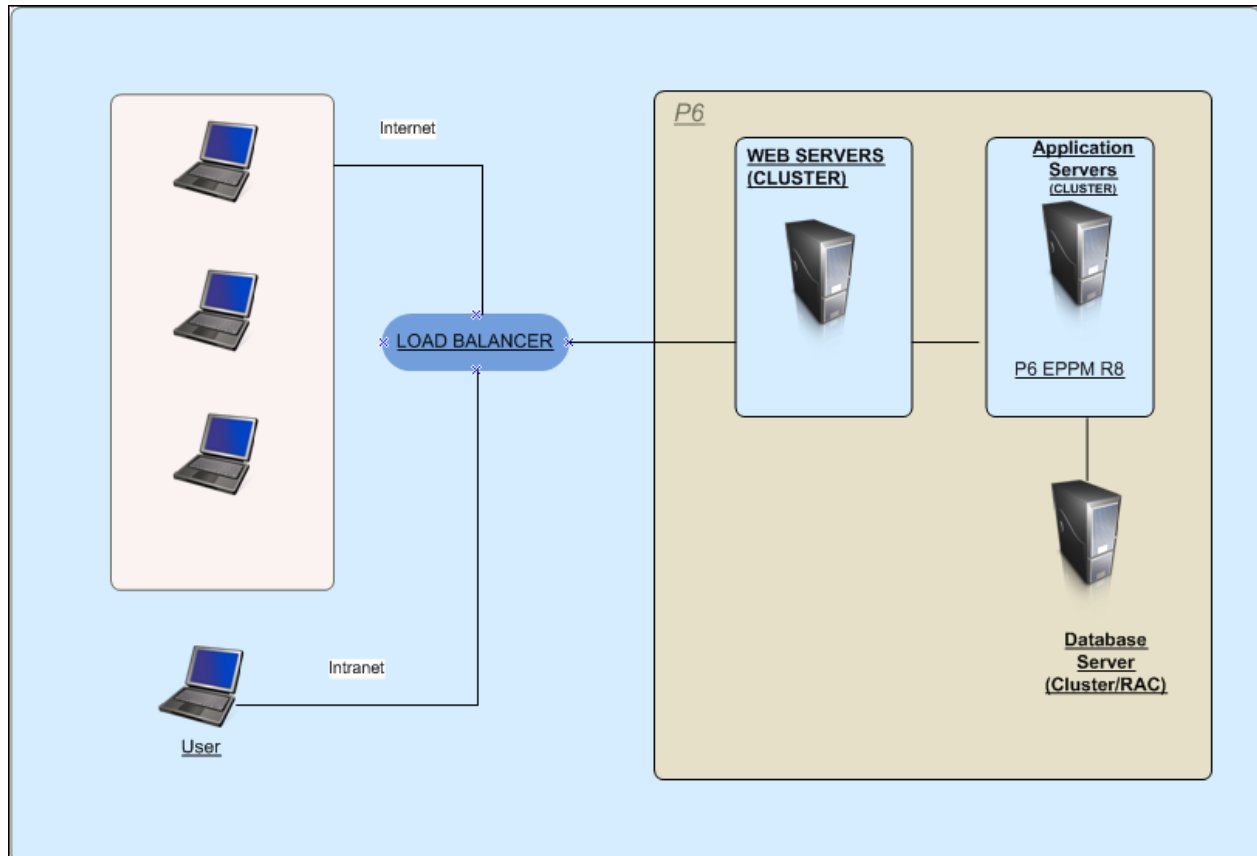 Internet
P6
WEB SERVERS
(CLUSTER)
Application
Servers
(CLUSTER)
LOAD BALANCER
P6 EPPM R8
Database
Server
(Cluster/RAC)
Intranet
User